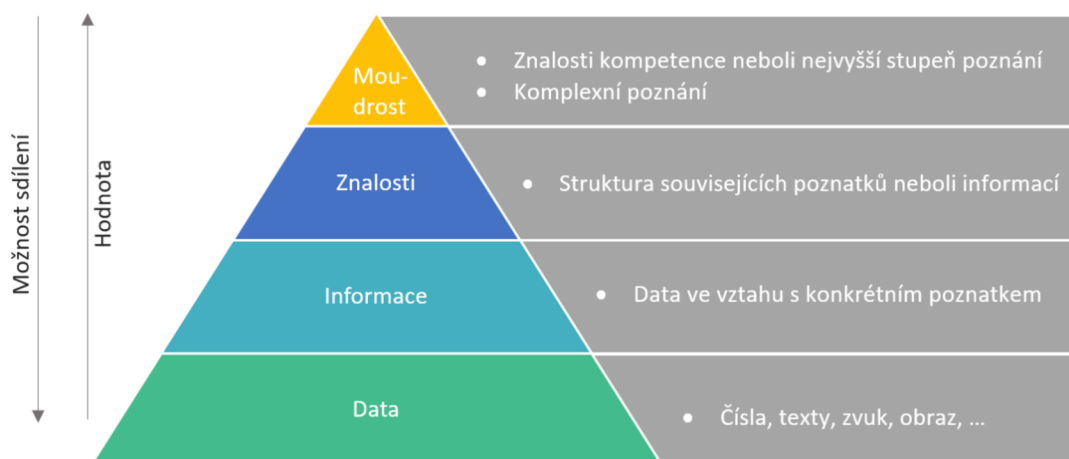 Možnost sdílení
Hodnota
Mou-
drost
• Znalosti kompetence neboli nejvyšší stupeň poznání
• Komplexní poznání
Znalosti
• Struktura souvisejících poznatků neboli informací
Informace
• Data ve vztahu s konkrétním poznatkem
Data
• Čísla, texty, zvuk, obraz, …